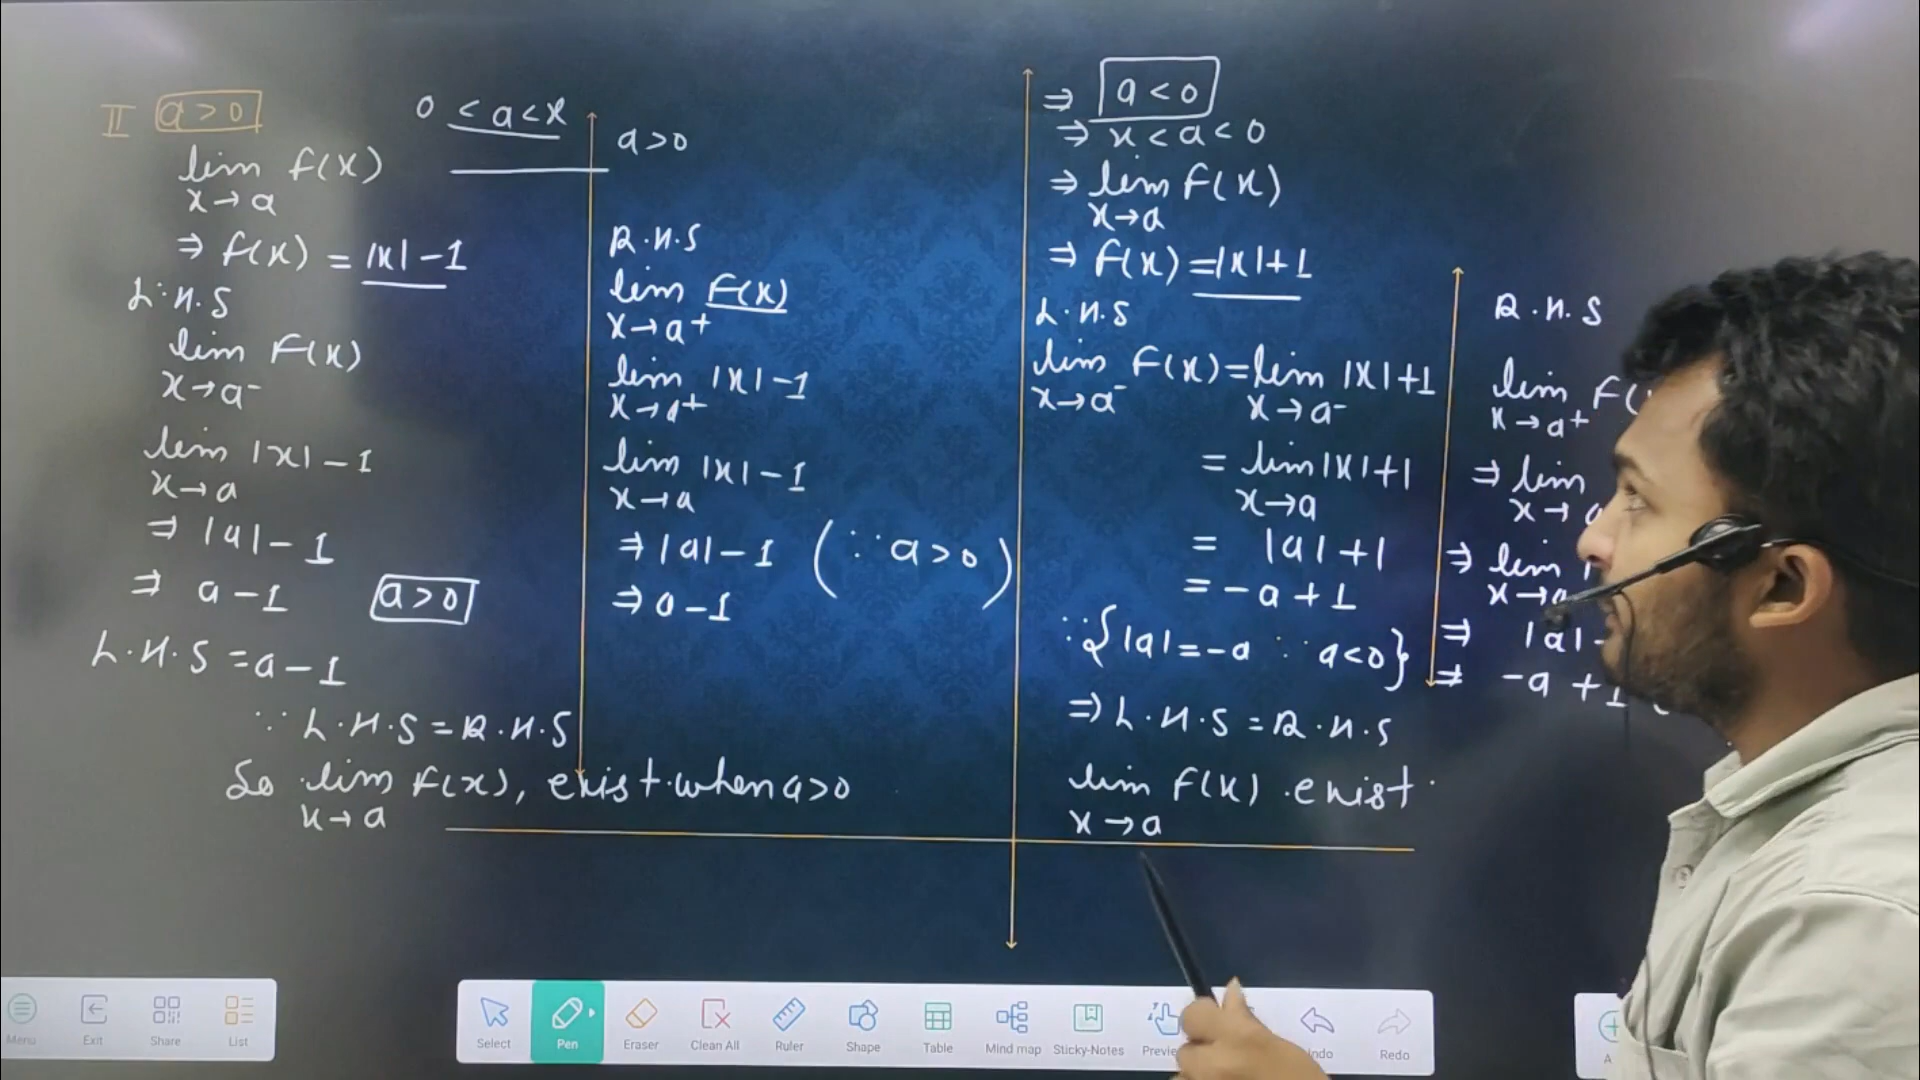 II a>0
0 < a < x
lim f(x)
x→a
⇒ f(x) = |x| - 1
L.H.S
lim F(x)
x→a-
lim |x| - 1
x→a
⇒ |a| - 1
⇒ a - 1 a>0
L.H.S = a - 1
∵ L.H.S = R.H.S
So lim F(x), exist when a>0
x→a
a>0
R.H.S
lim F(x)
x→a+
lim |x| - 1
x→a+
lim |x| - 1
x→a
⇒ |a| - 1 (∵ a>0)
⇒ a - 1
⇒ a<0
⇒ x<a<0
⇒ lim F(x)
x→a
⇒ F(x) = |x| + 1
L.H.S
lim F(x) = lim |x| + 1
x→a- x→a-
= lim |x| + 1
x→a
= |a| + 1
= -a + 1
∵ {|a| = -a ∵ a<0}
⇒ L.H.S = R.H.S
lim F(x) exist
x→a
R.H.S
lim F(
x→a+
⇒ lim
x→
⇒ lim
x→a
⇒ |a|
⇒ -a + 1
Menu Exit Share List
Select Pen Eraser Clean All Ruler Shape Table Mind map Sticky-Notes Redo